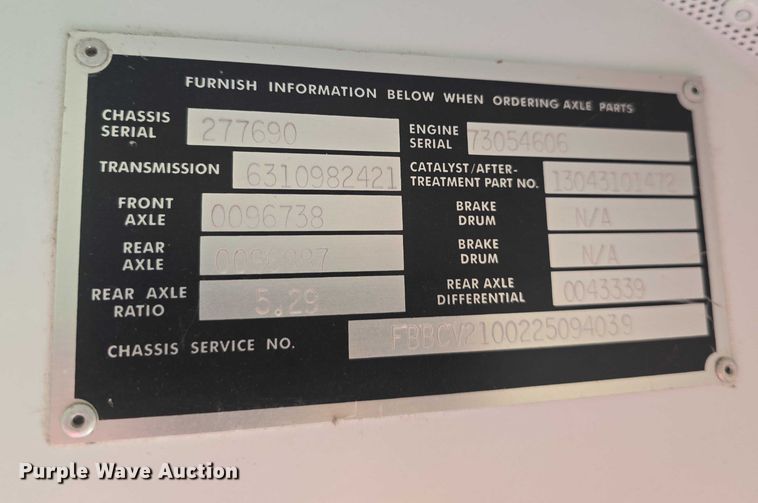 FURNISH INFORMATION BELOW WHEN ORDERING AXLE PARTS
CHASSIS SERIAL 277690 ENGINE SERIAL 73054606
TRANSMISSION 6310982421 CATALYST/AFTER-TREATMENT PART NO. 13043101472
FRONT AXLE 0096738 BRAKE DRUM N/A
REAR AXLE BRAKE DRUM N/A
REAR AXLE RATIO 5.29 REAR AXLE DIFFERENTIAL 0043339
CHASSIS SERVICE NO. FBBCV2100225094039
Purple Wave Auction